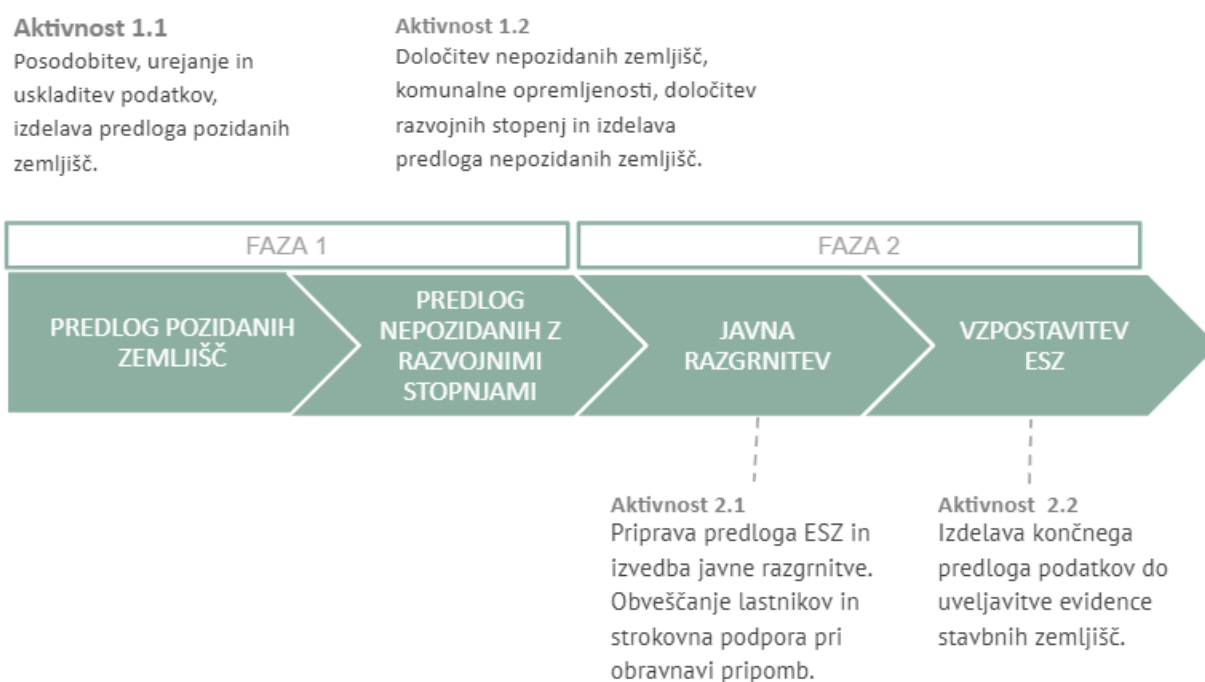 Aktivnost 1.1
Posodobitev, urejanje in
uskladitev podatkov,
izdelava predloga pozidanih
zemljišč.
Aktivnost 1.2
Določitev nepozidanih zemljišč,
komunalne opremljenosti, določitev
razvojnih stopenj in izdelava
predloga nepozidanih zemljišč.
FAZA 1
FAZA 2
PREDLOG POZIDANIH
ZEMLJIŠČ
PREDLOG
NEPOZIDANIH Z
RAZVOJNIMI
STOPNJAMI
JAVNA
RAZGRNITEV
VZPOSTAVITEV
ESZ
Aktivnost 2.1
Priprava predloga ESZ in
izvedba javne razgrnitve.
Obveščanje lastnikov in
strokovna podpora pri
obravnavi pripomb.
Aktivnost 2.2
Izdelava končnega
predloga podatkov do
uveljavitve evidence
stavbnih zemljišč.